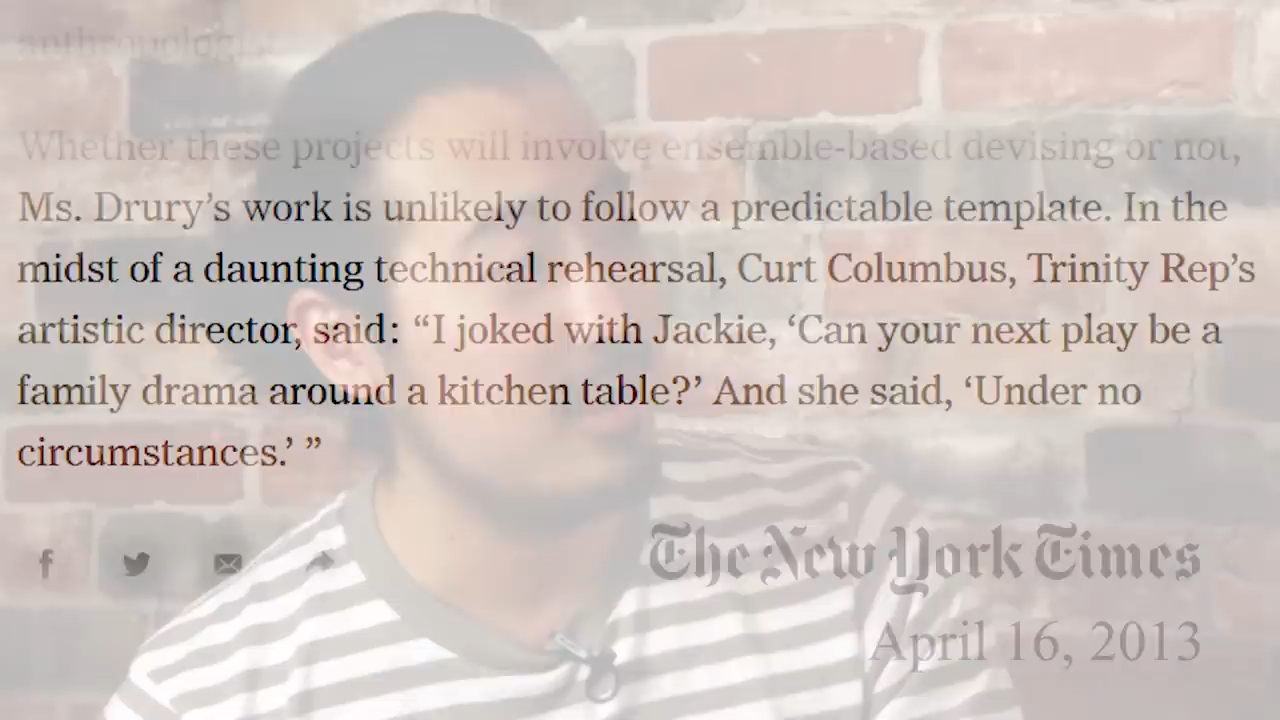 anthropologist
Whether these projects will involve ensemble-based devising or not,
Ms. Drury’s work is unlikely to follow a predictable template. In the
midst of a daunting technical rehearsal, Curt Columbus, Trinity Rep’s
artistic director, said: “I joked with Jackie, ‘Can your next play be a
family drama around a kitchen table?’ And she said, ‘Under no
circumstances.’ ”
The New York Times
April 16, 2013